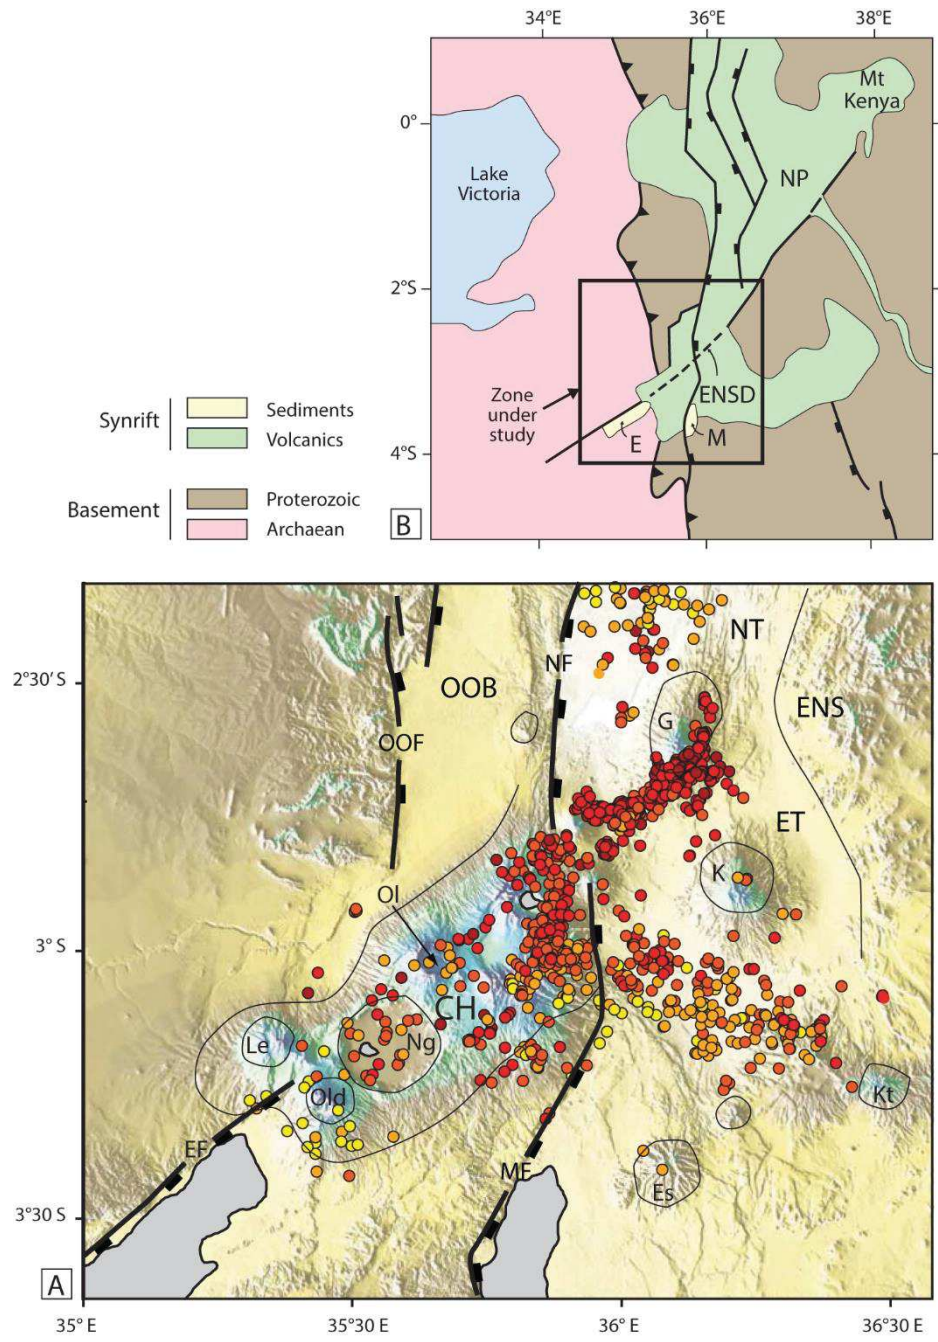 34°E 36°E 38°E
Mt
Kenya
0°
Lake
Victoria
NP
2°S
Zone
under
study
ENSD
E
M
4°S
Synrift
Sediments
Volcanics
Basement
Proterozoic
Archaean
B
NT
2°30'S
NF
OOB
G
ENS
OOF
ET
K
Ol
3°S
CH
Le
Ng
Old
Kt
EF
MF
Es
3°30S
A
35°E 35°30'E 36°E 36°30E